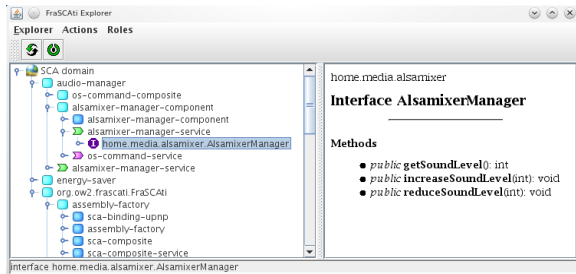 FraSCAti Explorer
Explorer Actions Roles
SCA domain
audio-manager
os-command-composite
alsamixer-manager-component
alsamixer-manager-component
alsamixer-manager-service
home.media.alsamixer.AlsamixerManager
os-command-service
alsamixer-manager-service
energy-saver
org.ow2.frascati.FraSCAti
assembly-factory
sca-binding-upnp
assembly-factory
sca-composite
sca-composite-service
home.media.alsamixer
Interface AlsamixerManager
Methods
public getSoundLevel(): int
public increaseSoundLevel(int): void
public reduceSoundLevel(int): void
interface home.media.alsamixer.AlsamixerManager